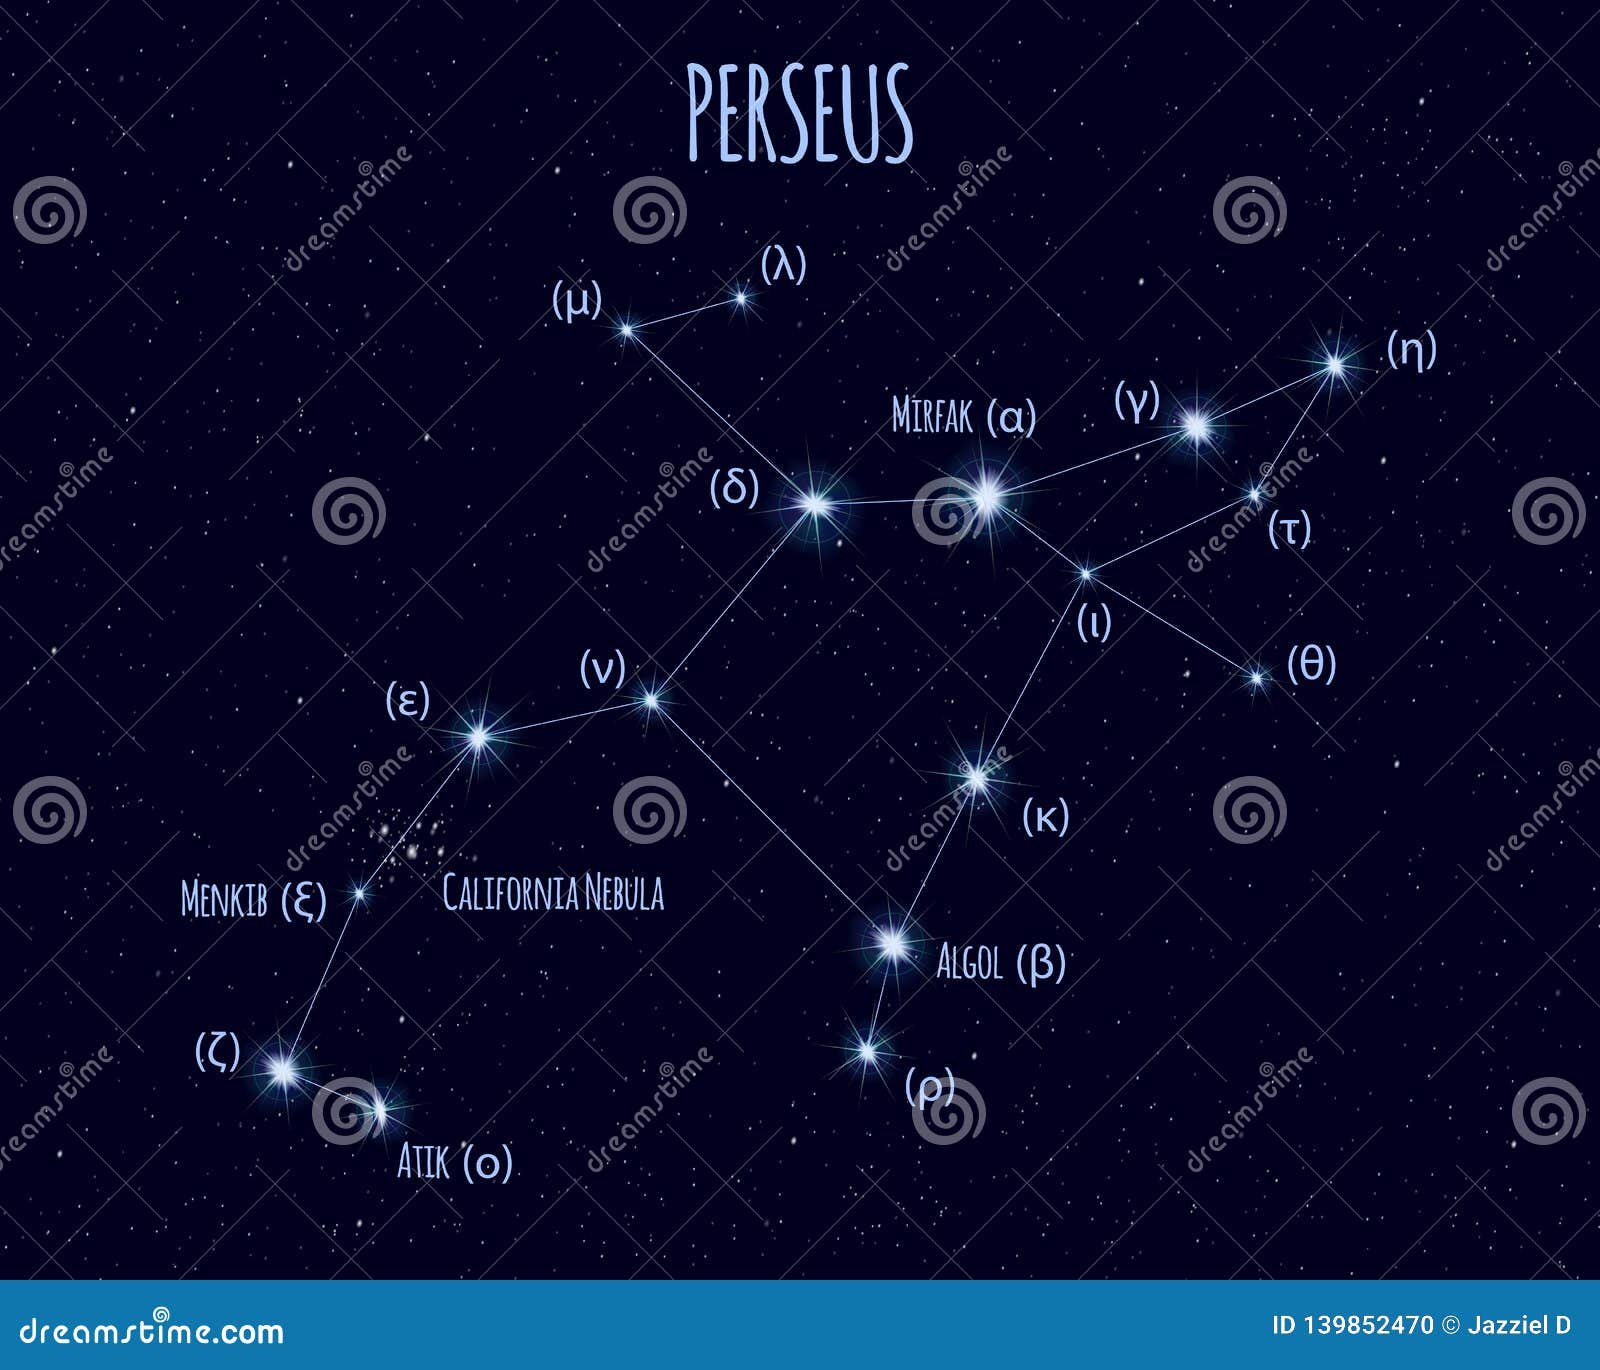 PERSEUS
(λ)
(μ)
(η)
(γ)
MIRFAK (α)
(δ)
(τ)
(ι)
(ν)
(θ)
(ε)
(κ)
MENKIB (ξ)
CALIFORNIA NEBULA
ALGOL (β)
(ζ)
(ρ)
ATIK (ο)
dreamstime.com
ID 139852470 © Jazziel D